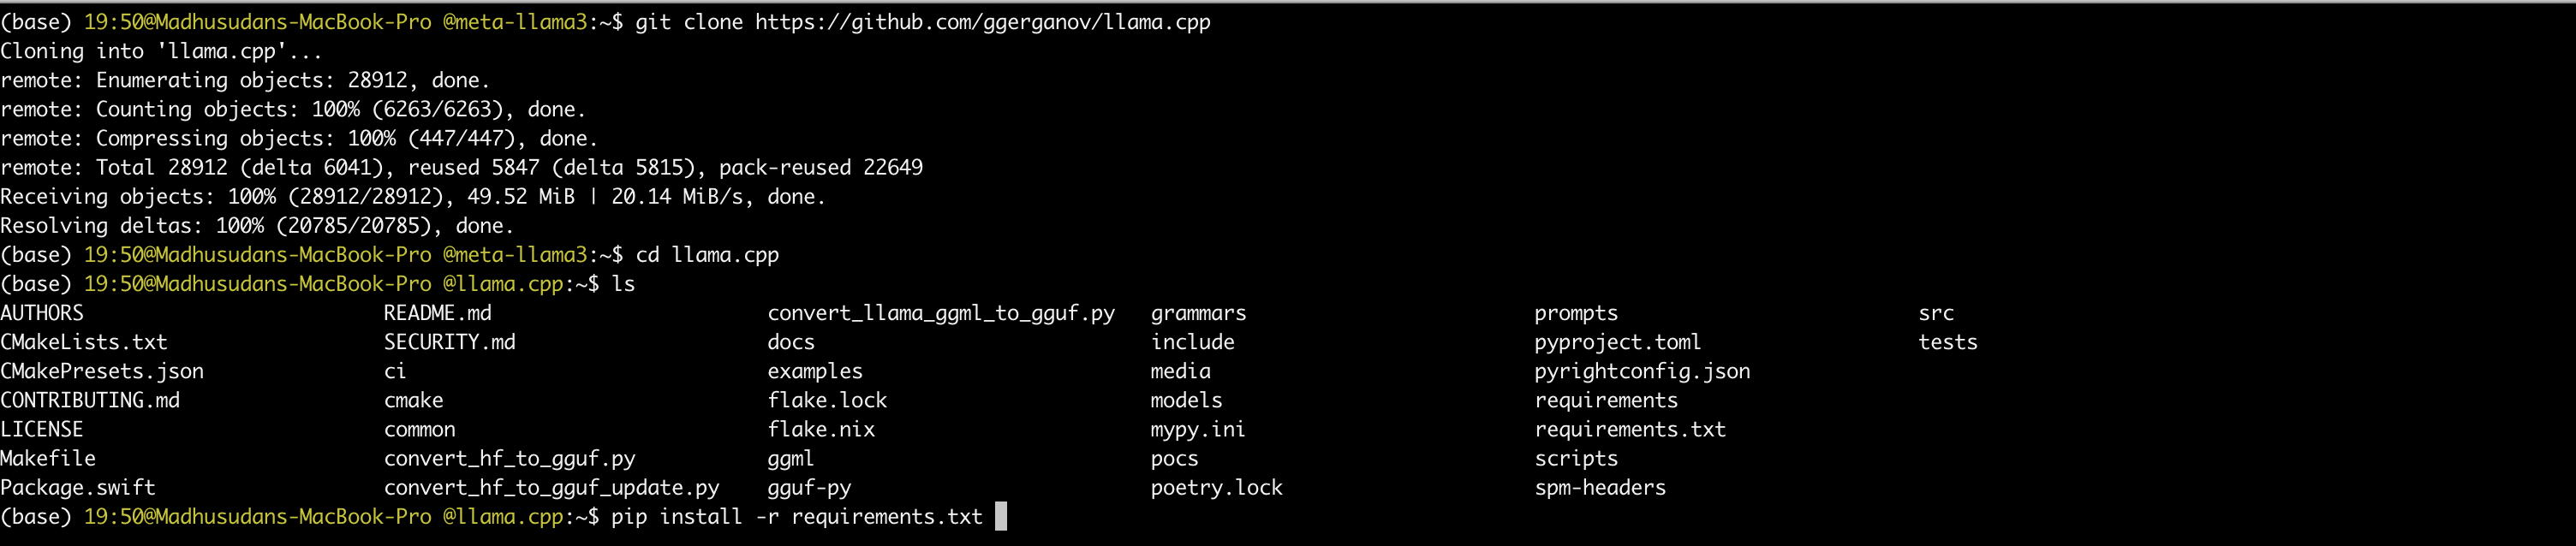 (base) 19:50@Madhusudans-MacBook-Pro @meta-llama3:~$ git clone https://github.com/ggerganov/llama.cpp
Cloning into 'llama.cpp'...
remote: Enumerating objects: 28912, done.
remote: Counting objects: 100% (6263/6263), done.
remote: Compressing objects: 100% (447/447), done.
remote: Total 28912 (delta 6041), reused 5847 (delta 5815), pack-reused 22649
Receiving objects: 100% (28912/28912), 49.52 MiB | 20.14 MiB/s, done.
Resolving deltas: 100% (20785/20785), done.
(base) 19:50@Madhusudans-MacBook-Pro @meta-llama3:~$ cd llama.cpp
(base) 19:50@Madhusudans-MacBook-Pro @llama.cpp:~$ ls
AUTHORS README.md convert_llama_ggml_to_gguf.py grammars prompts src
CMakeLists.txt SECURITY.md docs include pyproject.toml tests
CMakePresets.json ci examples media pyrightconfig.json
CONTRIBUTING.md cmake flake.lock models requirements
LICENSE common flake.nix mypy.ini requirements.txt
Makefile convert_hf_to_gguf.py ggml pocs scripts
Package.swift convert_hf_to_gguf_update.py gguf-py poetry.lock spm-headers
(base) 19:50@Madhusudans-MacBook-Pro @llama.cpp:~$ pip install -r requirements.txt